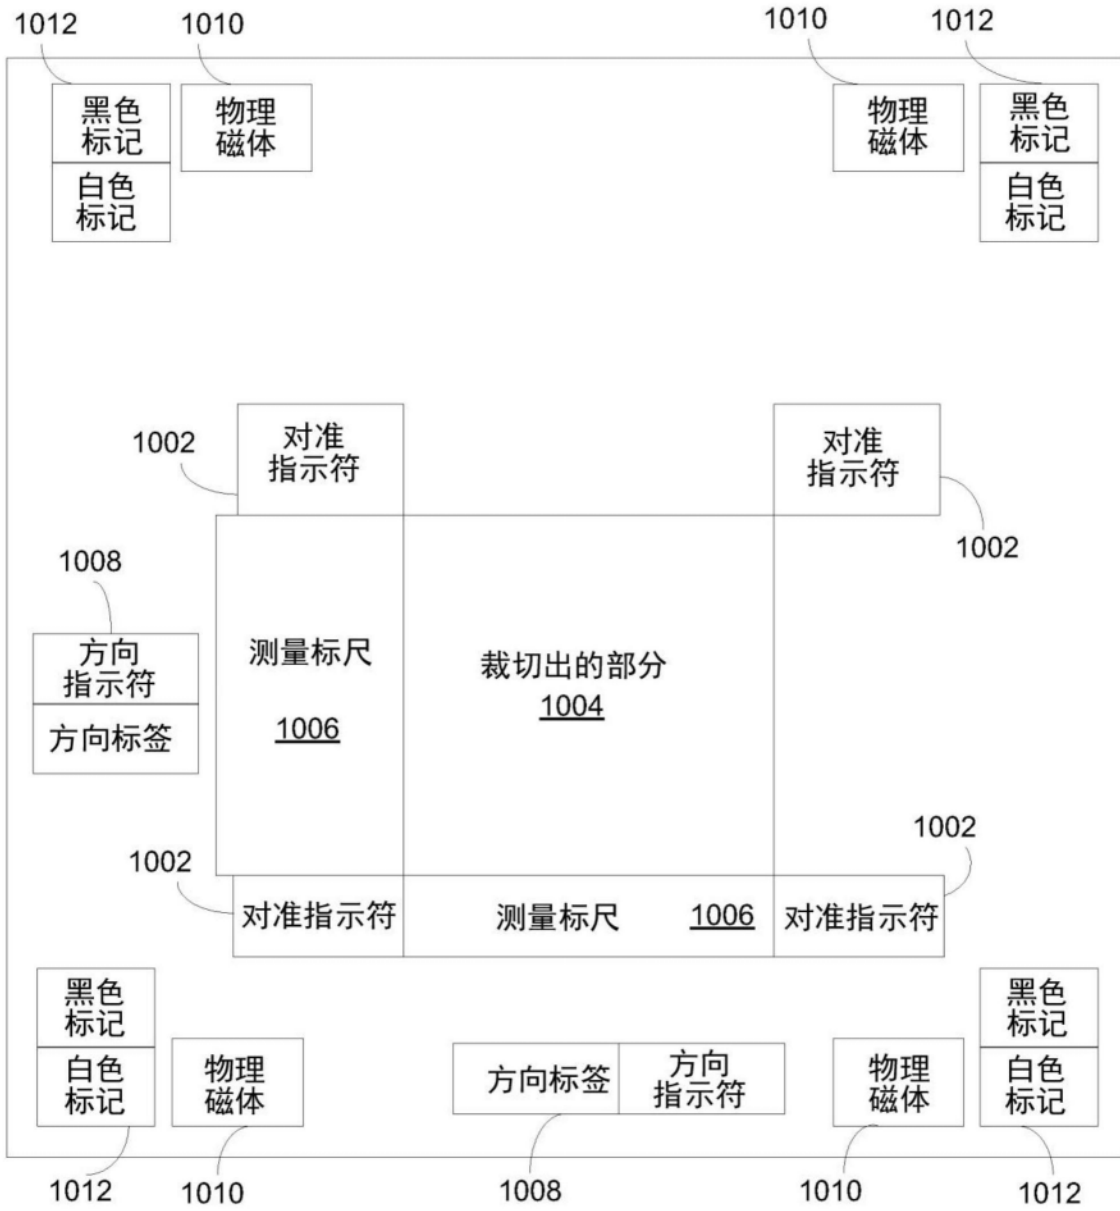 1012
1010
1010
1012
黑色
标记
白色
标记
物理
磁体
物理
磁体
黑色
标记
白色
标记
1002
对准
指示符
对准
指示符
1002
1008
方向
指示符
方向标签
测量标尺
1006
裁切出的部分
1004
1002
1002
对准指示符
测量标尺 1006
对准指示符
黑色
标记
白色
标记
物理
磁体
方向标签
方向
指示符
物理
磁体
黑色
标记
白色
标记
1012
1010
1008
1010
1012